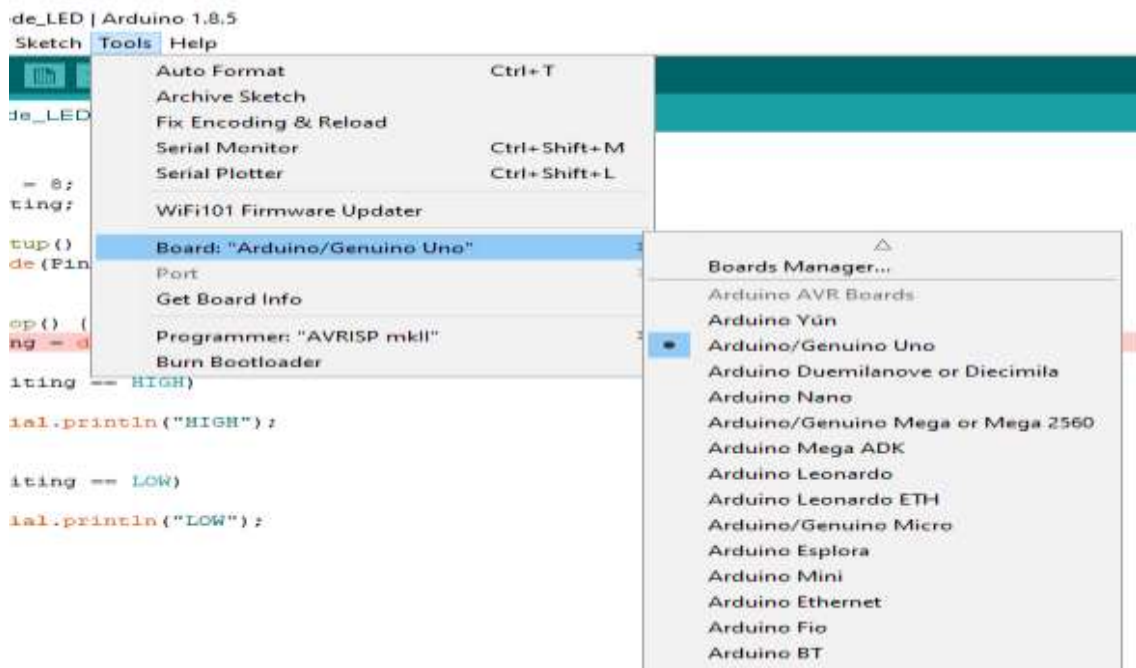 de_LED | Arduino 1.8.5
Sketch Tools Help
Auto Format Ctrl+T
Archive Sketch
de_LED
Fix Encoding & Reload
Serial Monitor Ctrl+Shift+M
Serial Plotter Ctrl+Shift+L
= 8;
ting;
WiFi101 Firmware Updater
tup()
Board: "Arduino/Genuino Uno"
de(Pin
Port
Get Board Info
op() {
Programmer: "AVRISP mkII"
ng = d
Burn Bootloader
iting == HIGH)
ial.println("HIGH");
iting == LOW)
ial.println("LOW");
Boards Manager...
Arduino AVR Boards
Arduino Yún
Arduino/Genuino Uno
Arduino Duemilanove or Diecimila
Arduino Nano
Arduino/Genuino Mega or Mega 2560
Arduino Mega ADK
Arduino Leonardo
Arduino Leonardo ETH
Arduino/Genuino Micro
Arduino Esplora
Arduino Mini
Arduino Ethernet
Arduino Fio
Arduino BT